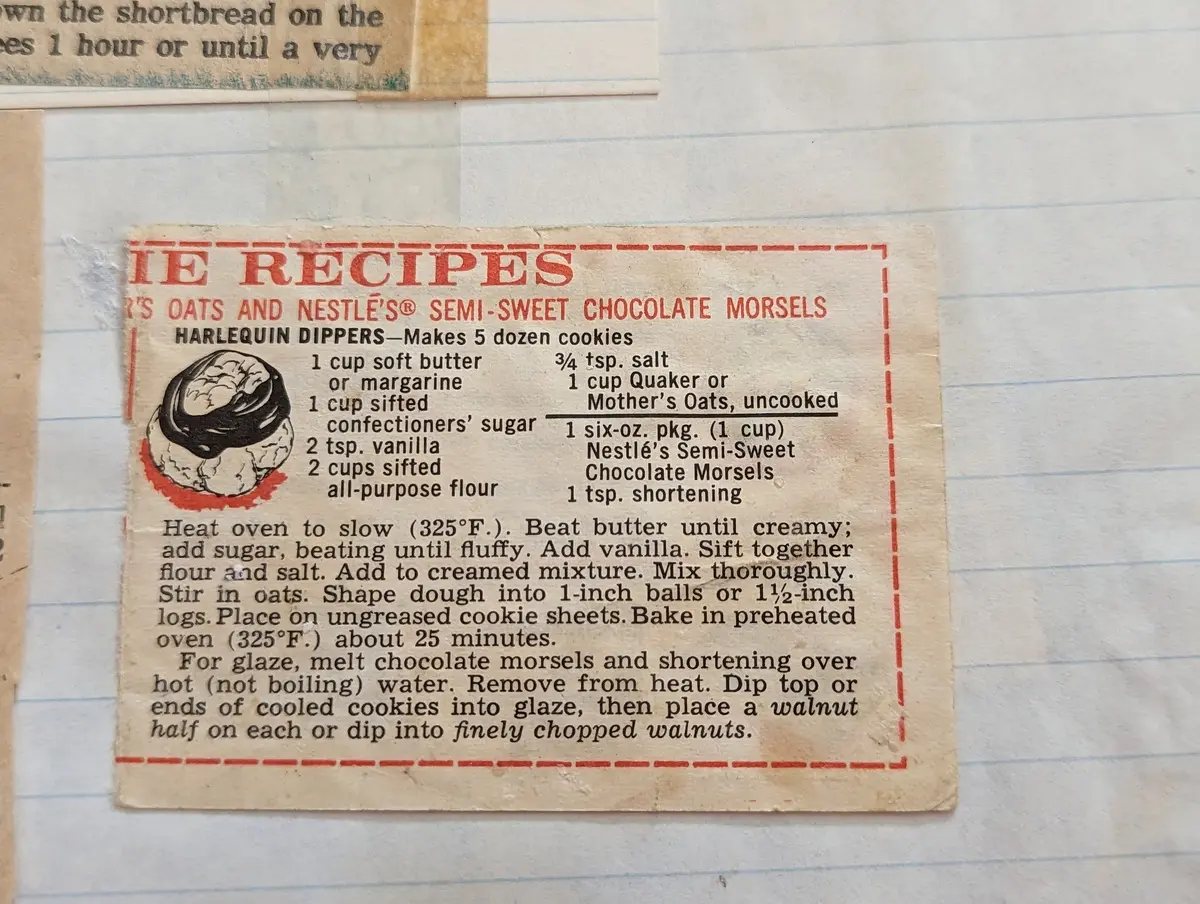 wn the shortbread on the
es 1 hour or until a very
IE RECIPES
R'S OATS AND NESTLÉ'S® SEMI-SWEET CHOCOLATE MORSELS
HARLEQUIN DIPPERS—Makes 5 dozen cookies
1 cup soft butter
or margarine
1 cup sifted
confectioners' sugar
2 tsp. vanilla
2 cups sifted
all-purpose flour
¾ tsp. salt
1 cup Quaker or
Mother's Oats, uncooked
1 six-oz. pkg. (1 cup)
Nestlé's Semi-Sweet
Chocolate Morsels
1 tsp. shortening
Heat oven to slow (325°F.). Beat butter until creamy;
add sugar, beating until fluffy. Add vanilla. Sift together
flour and salt. Add to creamed mixture. Mix thoroughly.
Stir in oats. Shape dough into 1-inch balls or 1½-inch
logs. Place on ungreased cookie sheets. Bake in preheated
oven (325°F.) about 25 minutes.
For glaze, melt chocolate morsels and shortening over
hot (not boiling) water. Remove from heat. Dip top or
ends of cooled cookies into glaze, then place a walnut
half on each or dip into finely chopped walnuts.